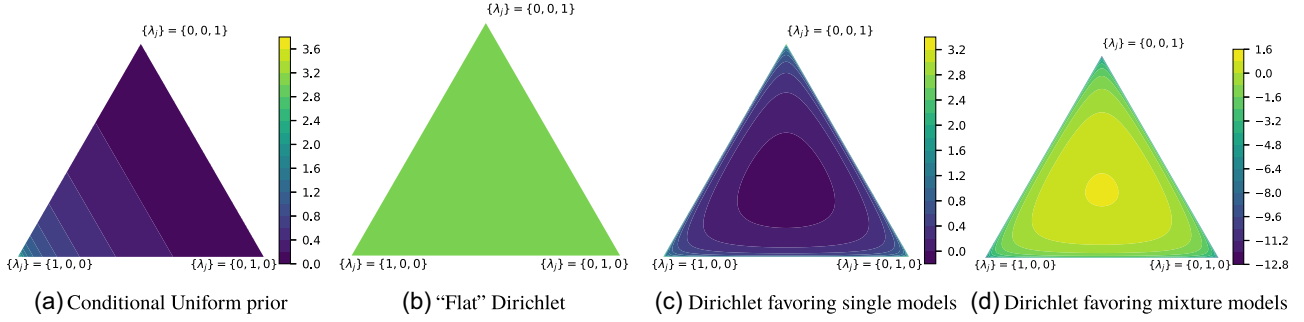 {λⱼ} = {0, 0, 1}
3.6
3.2
2.8
2.4
2.0
1.6
1.2
0.8
0.4
0.0
{λⱼ} = {1, 0, 0}
{λⱼ} = {0, 1, 0}
(a) Conditional Uniform prior
{λⱼ} = {0, 0, 1}
{λⱼ} = {1, 0, 0}
{λⱼ} = {0, 1, 0}
(b) “Flat” Dirichlet
{λⱼ} = {0, 0, 1}
3.2
2.8
2.4
2.0
1.6
1.2
0.8
0.4
0.0
{λⱼ} = {1, 0, 0}
{λⱼ} = {0, 1, 0}
(c) Dirichlet favoring single models
{λⱼ} = {0, 0, 1}
1.6
0.0
−1.6
−3.2
−4.8
−6.4
−8.0
−9.6
−11.2
−12.8
{λⱼ} = {1, 0, 0}
{λⱼ} = {0, 1, 0}
(d) Dirichlet favoring mixture models